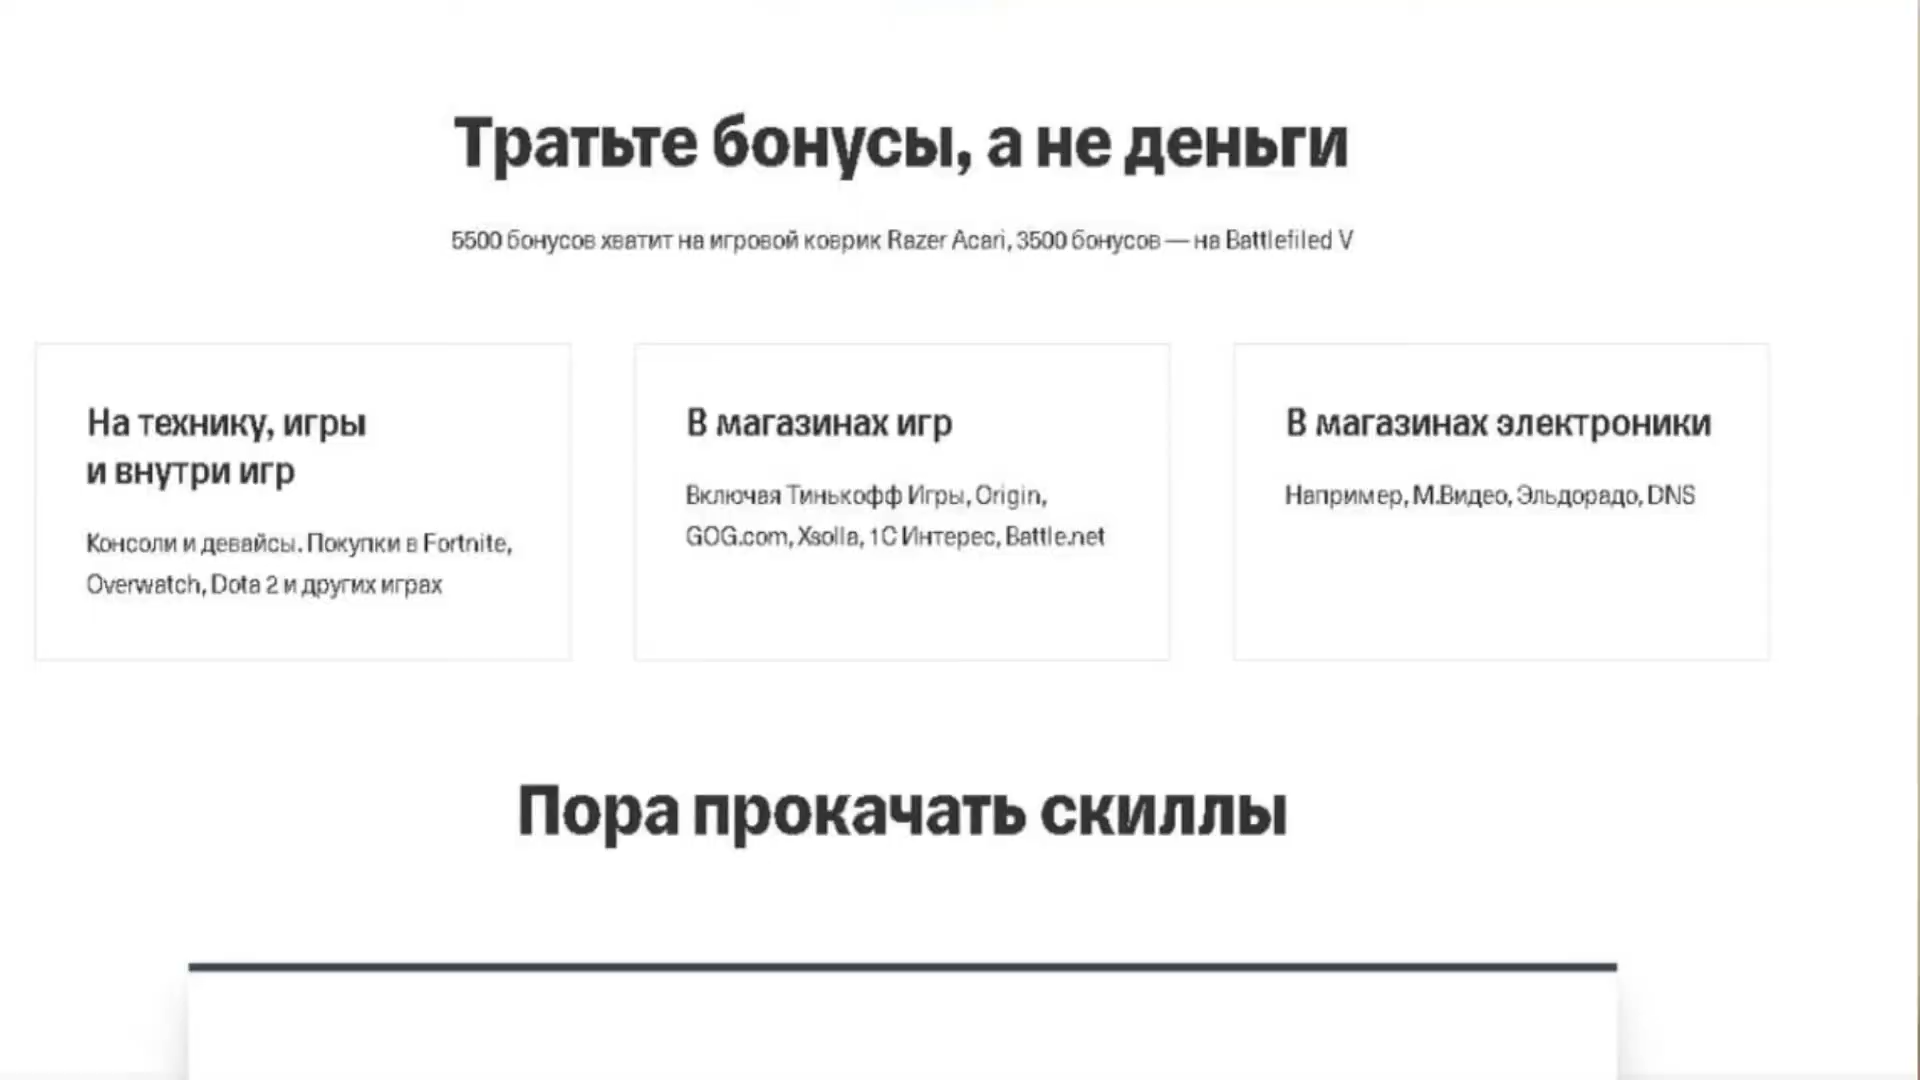 Тратьте бонусы, а не деньги
5500 бонусов хватит на игровой коврик Razer Acari, 3500 бонусов — на Battlefiled V
На технику, игры
и внутри игр
Консоли и девайсы. Покупки в Fortnite,
Overwatch, Dota 2 и других играх
В магазинах игр
Включая Тинькофф Игры, Origin,
GOG.com, Xsolla, 1С Интерес, Battle.net
В магазинах электроники
Например, М.Видео, Эльдорадо, DNS
Пора прокачать скиллы